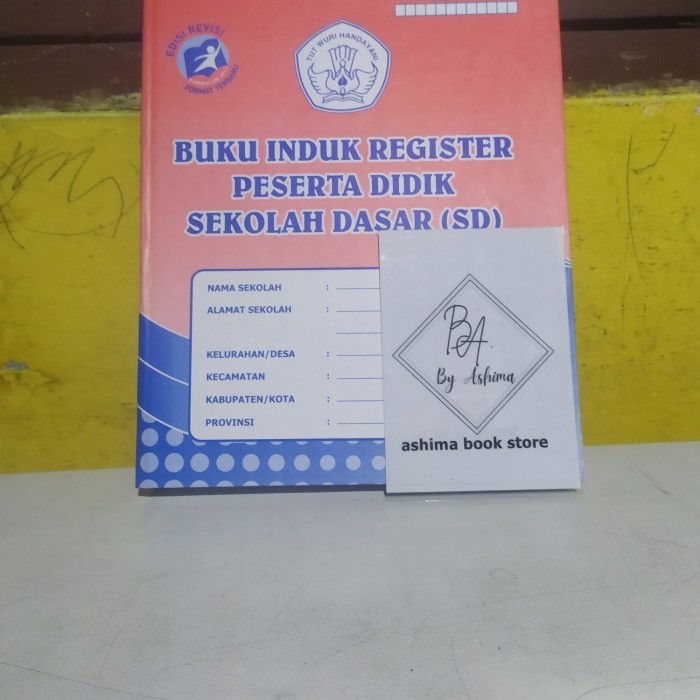 EDISI REVISI
FORMAT TERBARU
TUT WURI HANDAYANI
BUKU INDUK REGISTER
PESERTA DIDIK
SEKOLAH DASAR (SD)
NAMA SEKOLAH :
ALAMAT SEKOLAH :
KELURAHAN/DESA :
KECAMATAN :
KABUPATEN/KOTA :
PROVINSI :
BA.
By Ashima
ashima book store